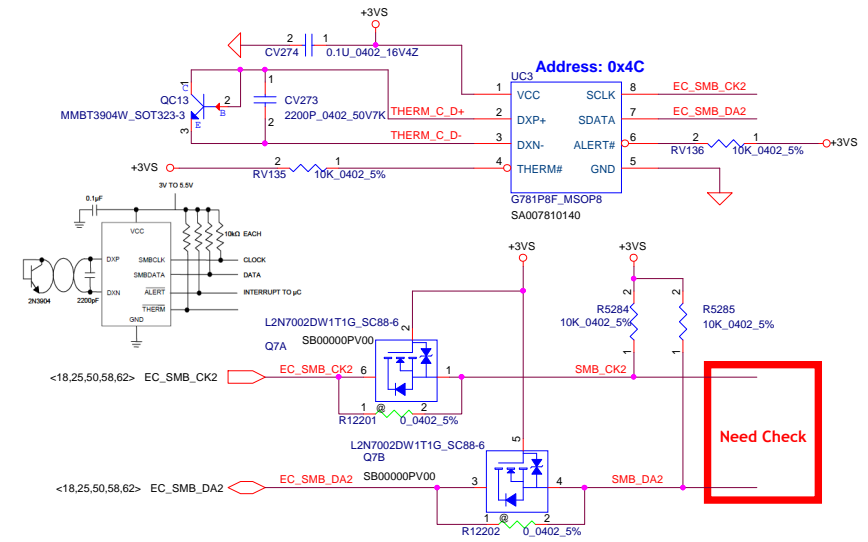 +3VS
2
1
CV274
0.1U_0402_16V4Z
Address: 0x4C
UC3
QC13
MMBT3904W_SOT323-3
C
1
2
B
3
E
1
CV273
2
2200P_0402_50V7K
THERM_C_D+
THERM_C_D-
1
VCC
SCLK
8
EC_SMB_CK2
2
DXP+
SDATA
7
EC_SMB_DA2
3
DXN-
ALERT#
6
2
1
+3VS
RV136
10K_0402_5%
+3VS
2
1
4
THERM#
GND
5
RV135
10K_0402_5%
G781P8F_MSOP8
SA007810140
3V TO 5.5V
0.1µF
VCC
10kΩ EACH
DXP
SMBCLK
CLOCK
SMBDATA
DATA
DXN
ALERT
INTERRUPT TO µC
2N3904
2200pF
THERM
GND
+3VS
+3VS
L2N7002DW1T1G_SC88-6
2
SB00000PV00
Q7A
2
R5284
10K_0402_5%
1
2
R5285
10K_0402_5%
1
<18,25,50,58,62>
EC_SMB_CK2
EC_SMB_CK2
6
1
SMB_CK2
1
@
2
R12201
0_0402_5%
Need Check
L2N7002DW1T1G_SC88-6
5
Q7B
SB00000PV00
<18,25,50,58,62>
EC_SMB_DA2
EC_SMB_DA2
3
4
SMB_DA2
1
@
2
R12202
0_0402_5%